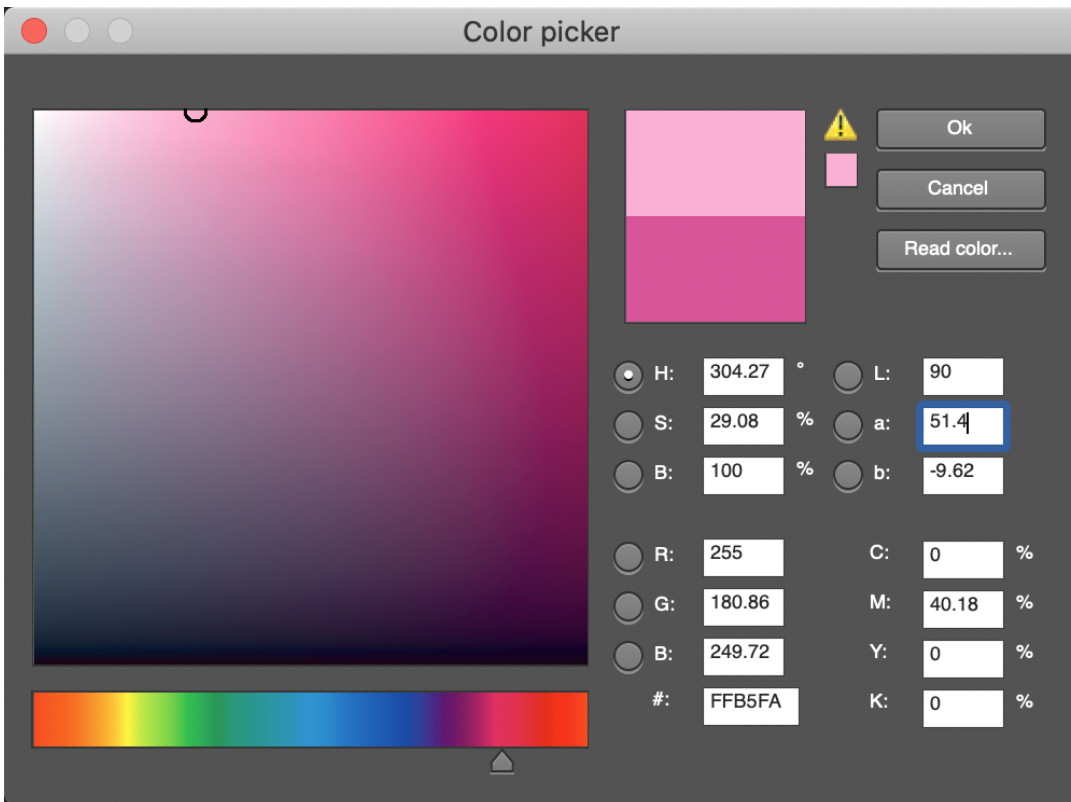 Color picker
Ok
Cancel
Read color...
H: 304.27 ° L: 90
S: 29.08 % a: 51.4
B: 100 % b: -9.62
R: 255 C: 0 %
G: 180.86 M: 40.18 %
B: 249.72 Y: 0 %
#: FFB5FA K: 0 %